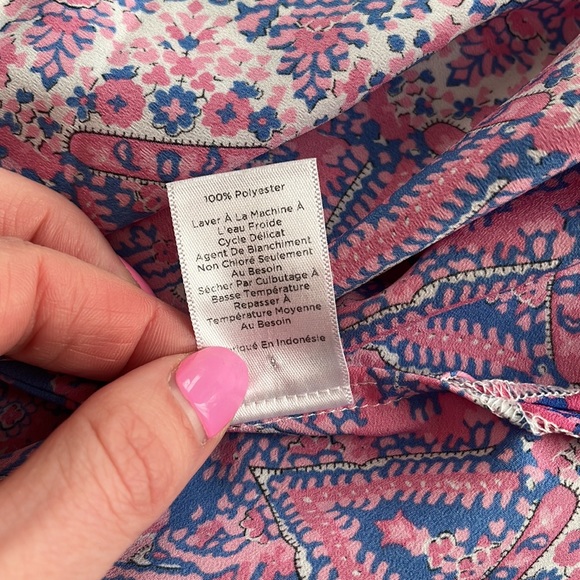 100% Polyester
Laver À La Machine À
L'eau Froide
Cycle Délicat
Agent De Blanchiment
Non Chloré Seulement
Au Besoin
Sécher Par Culbutage À
Basse Température
Repasser À
Température Moyenne
Au Besoin
En Indonésie